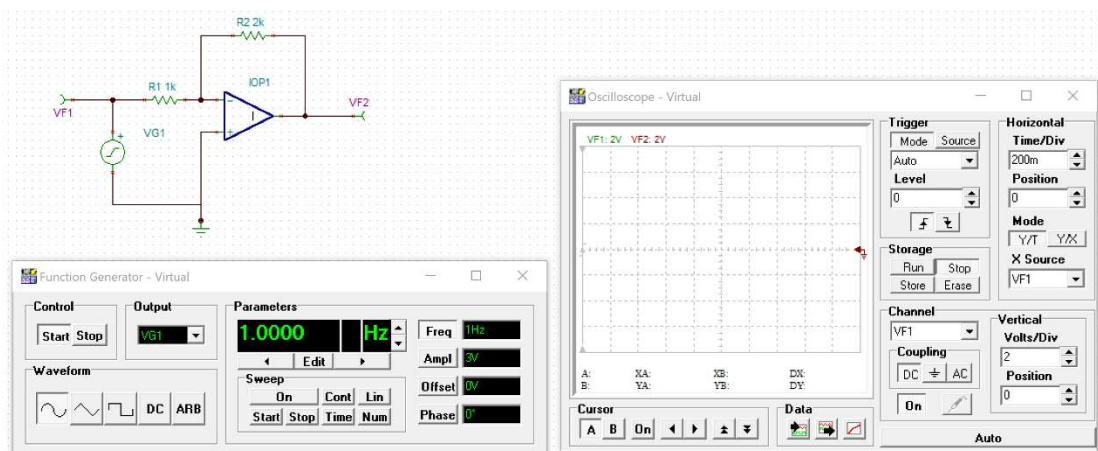 R2 2k
R1 1k
IOP1
VF1
VG1
VF2
+
Function Generator - Virtual
Control
Start Stop
Output
VG1
Parameters
1.0000 Hz
Edit
Sweep
On Cont Lin
Start Stop Time Num
Freq 1Hz
Ampl 3V
Offset 0V
Phase 0°
Waveform
DC ARB
Oscilloscope - Virtual
VF1: 2V VF2: 2V
A: XA: XB: DX:
B: YA: YB: DY:
Cursor
A B On
Data
Trigger
Mode Source
Auto
Level
0
Storage
Run Stop
Store Erase
Channel
VF1
Coupling
DC AC
On
Horizontal
Time/Div
200m
Position
0
Mode
Y/T Y/X
X Source
VF1
Vertical
Volts/Div
2
Position
0
Auto